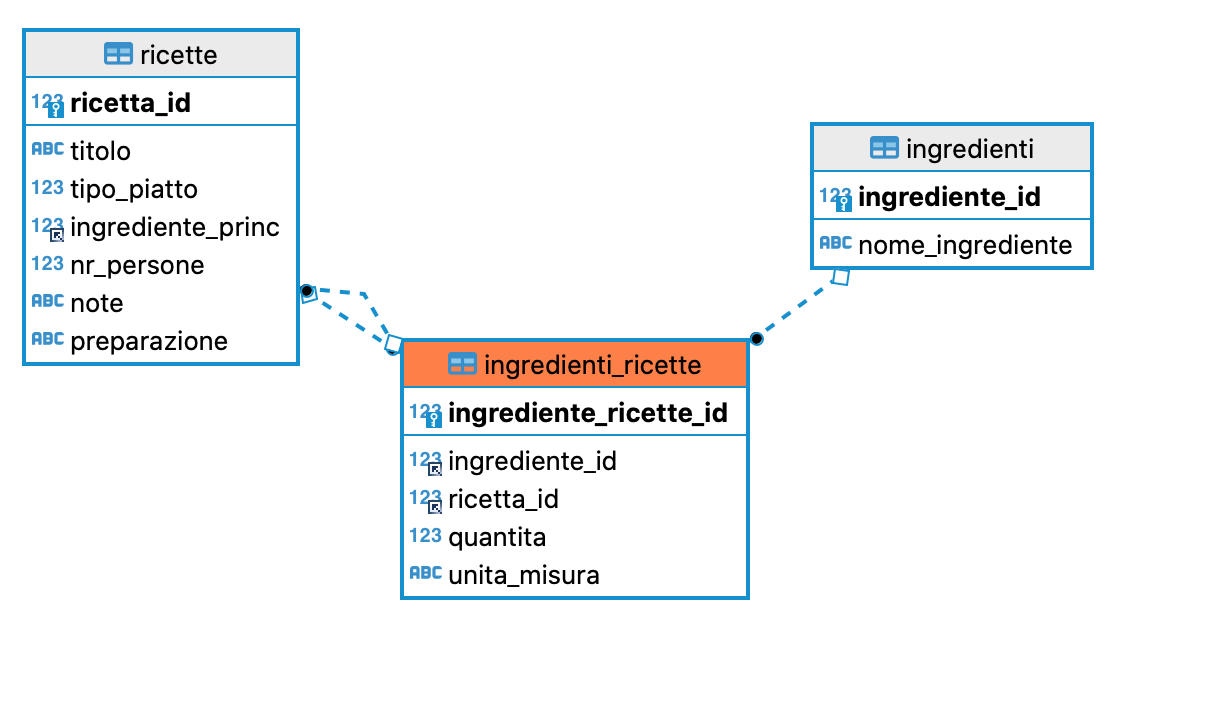 ricette
123 ricetta_id
ABC titolo
123 tipo_piatto
123 ingrediente_princ
123 nr_persone
ABC note
ABC preparazione
ingredienti
123 ingrediente_id
ABC nome_ingrediente
ingredienti_ricette
123 ingrediente_ricette_id
123 ingrediente_id
123 ricetta_id
123 quantita
ABC unita_misura